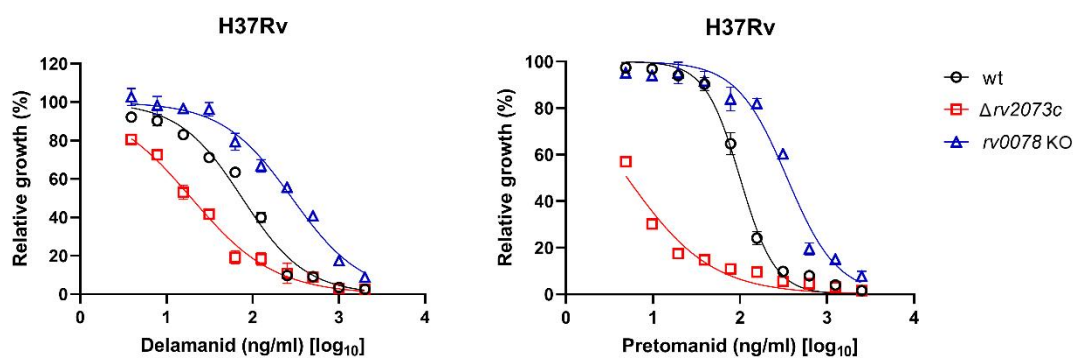 H37Rv
Relative growth (%)
120
100
80
60
40
20
0
0 1 2 3 4
Delamanid (ng/ml) [log10]
H37Rv
Relative growth (%)
100
80
60
40
20
0
0 1 2 3 4
Pretomanid (ng/ml) [log10]
wt
Δrv2073c
rv0078 KO